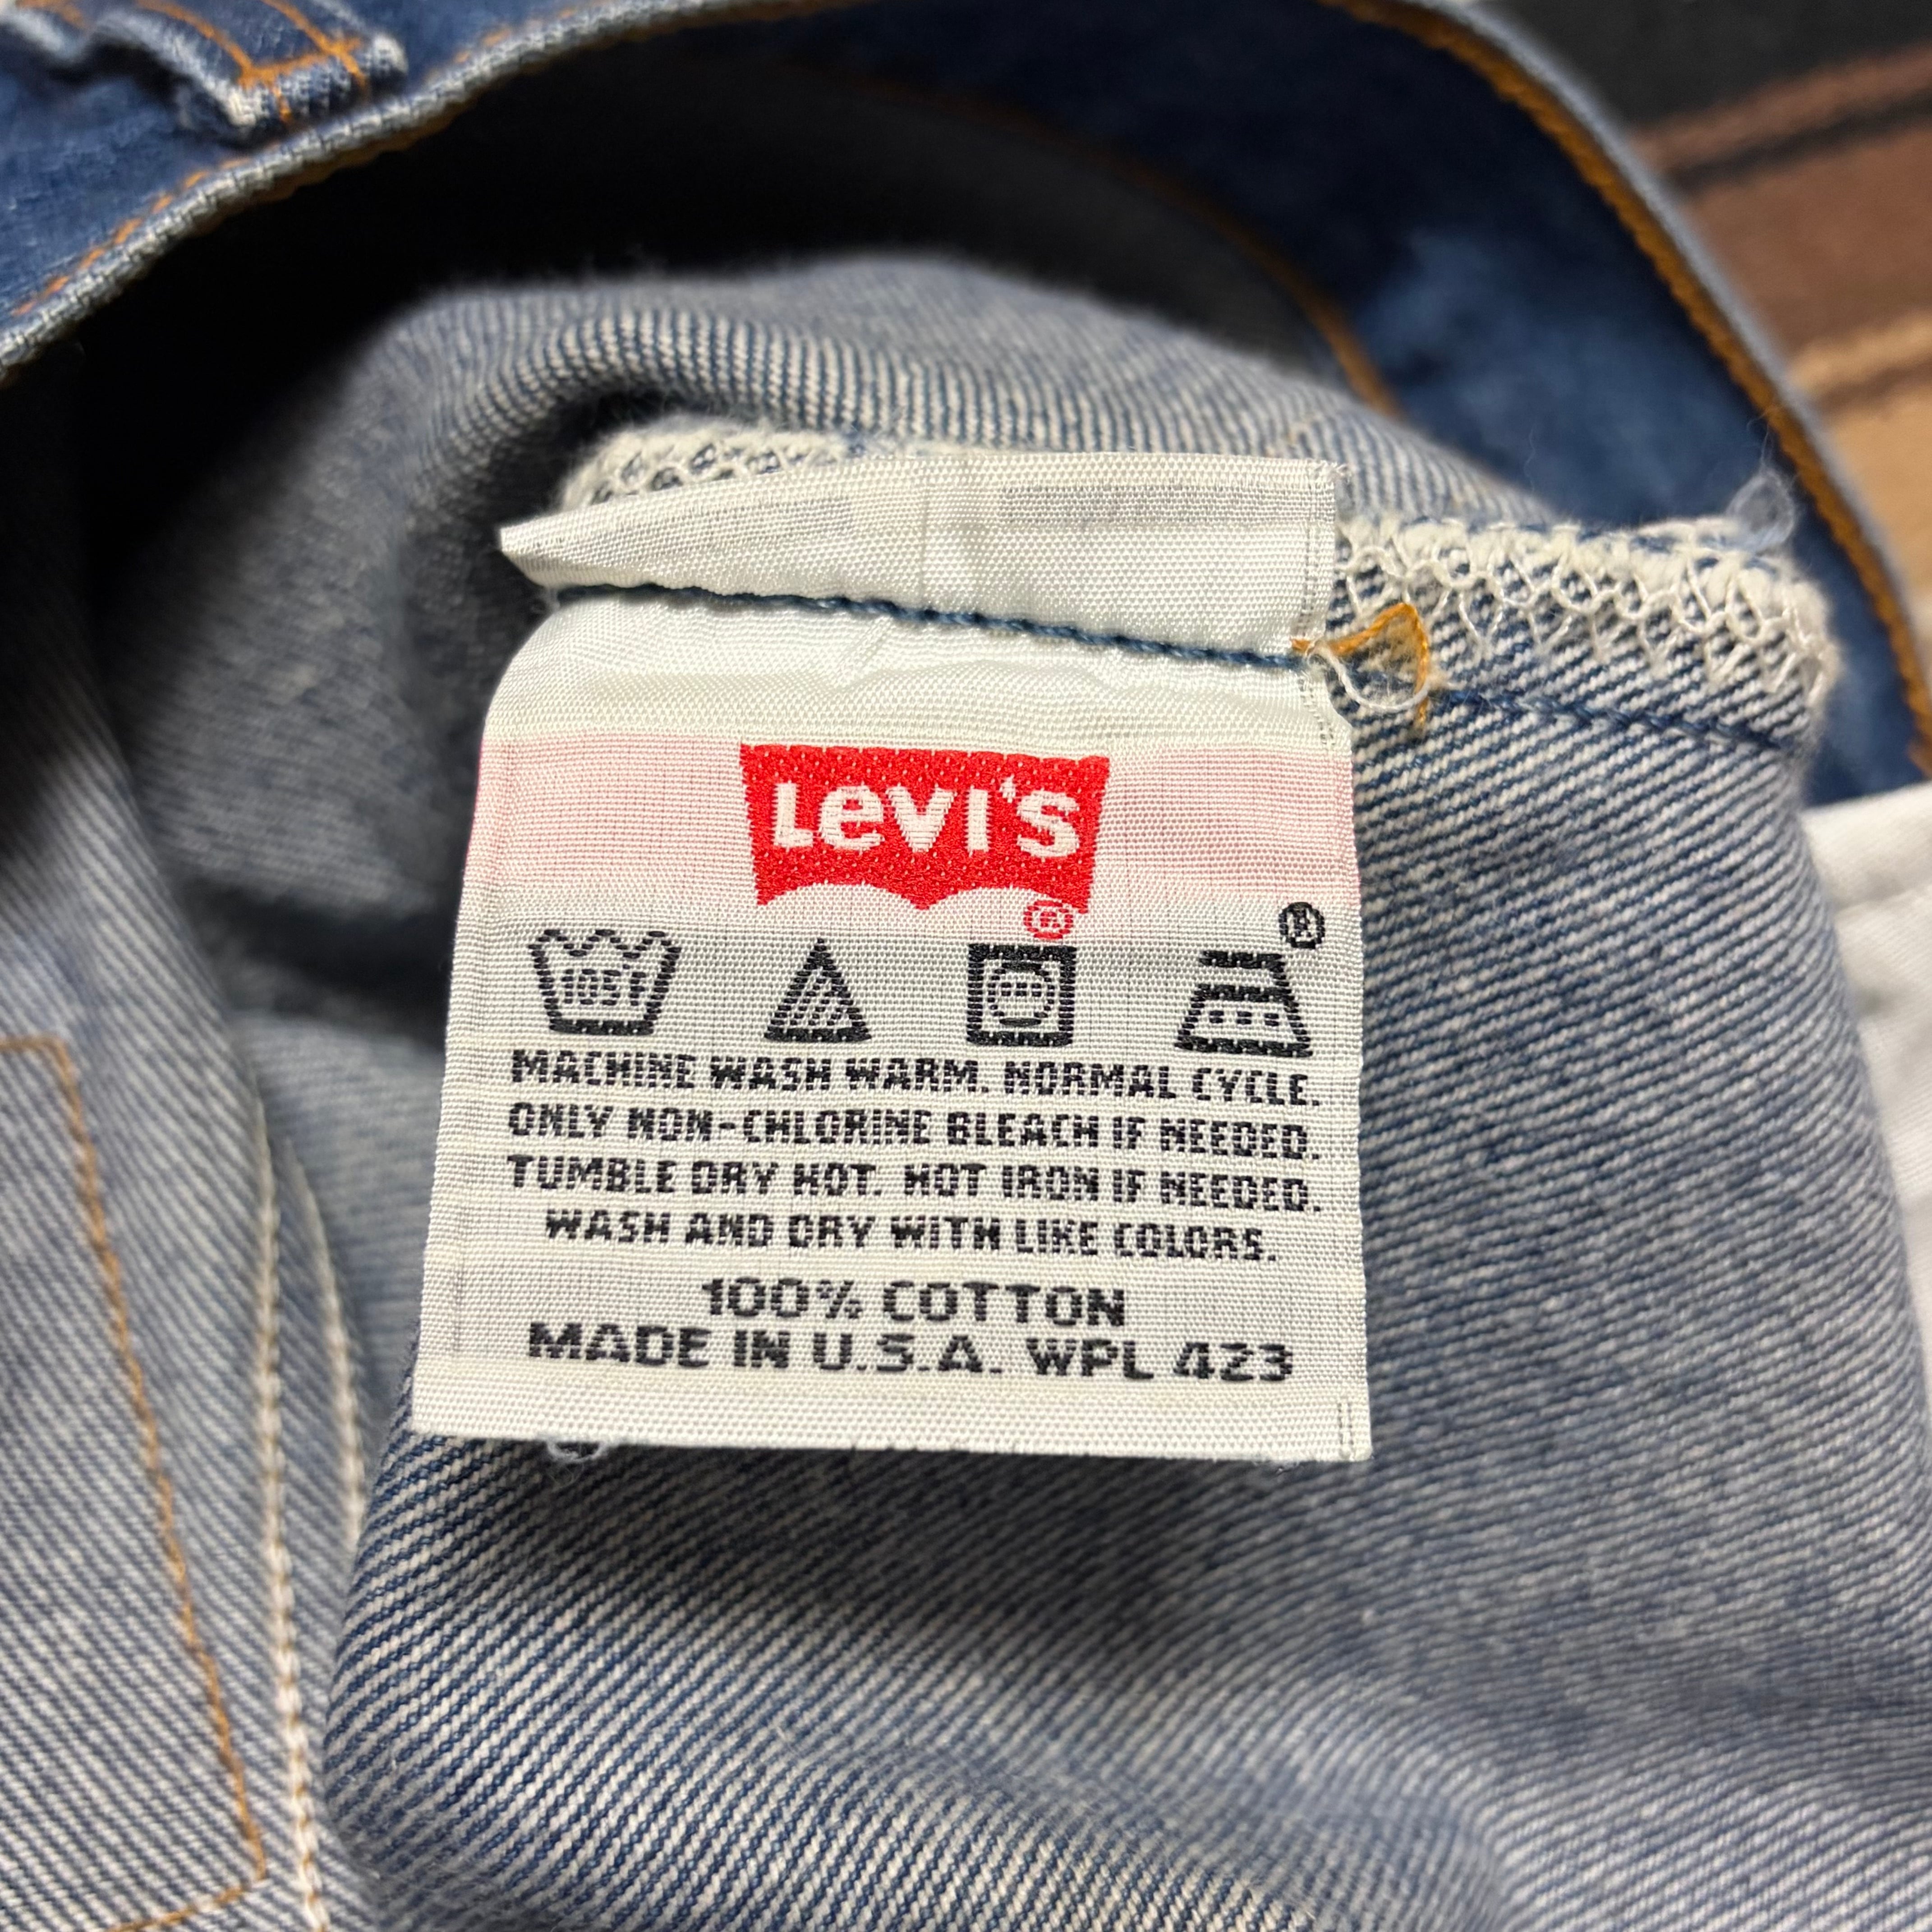 Levi's
®
®
105F
MACHINE WASH WARM. NORMAL CYCLE.
ONLY NON-CHLORINE BLEACH IF NEEDED.
TUMBLE DRY HOT. HOT IRON IF NEEDED.
WASH AND DRY WITH LIKE COLORS.
100% COTTON
MADE IN U.S.A. WPL 423